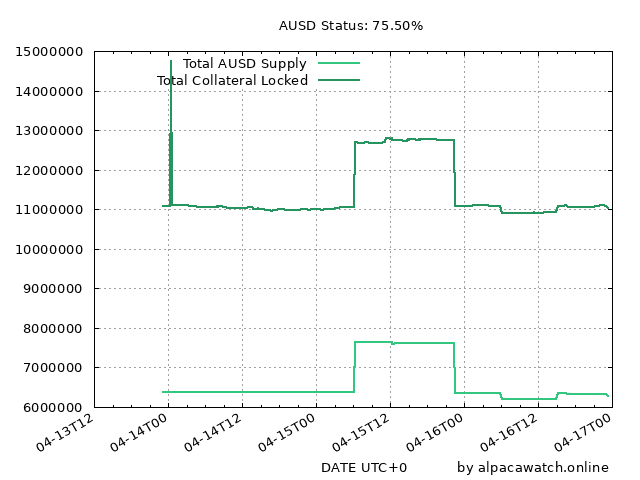 AUSD Status: 75.50%
15000000
Total AUSD Supply
Total Collateral Locked
14000000
13000000
12000000
11000000
10000000
9000000
8000000
7000000
6000000
04-13T12
04-14T00
04-14T12
04-15T00
04-15T12
04-16T00
04-16T12
04-17T00
DATE UTC+0
by alpacawatch.online